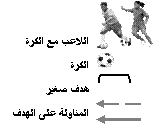 اللاعب مع الكرة
الكرة
هدف صغير
المناولة على الهدف